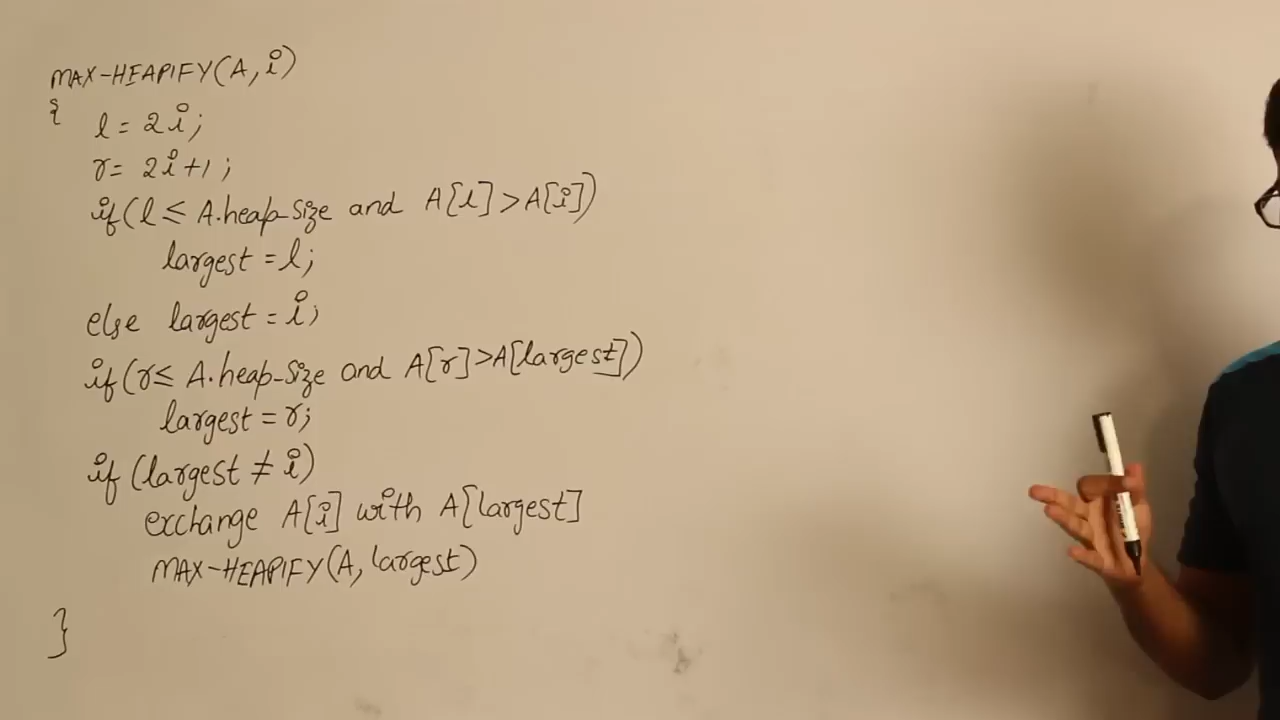 MAX-HEAPIFY(A, i)
{
l = 2i;
r = 2i+1;
if(l ≤ A.heap-size and A[l] > A[i])
largest = l;
else largest = i;
if(r ≤ A.heap-size and A[r] > A[largest])
largest = r;
if (largest ≠ i)
exchange A[i] with A[largest]
MAX-HEAPIFY(A, largest)
}